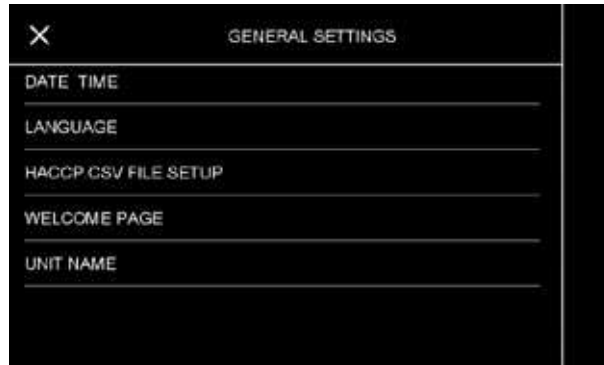 GENERAL SETTINGS
DATE TIME
LANGUAGE
HACCP CSV FILE SETUP
WELCOME PAGE
UNIT NAME